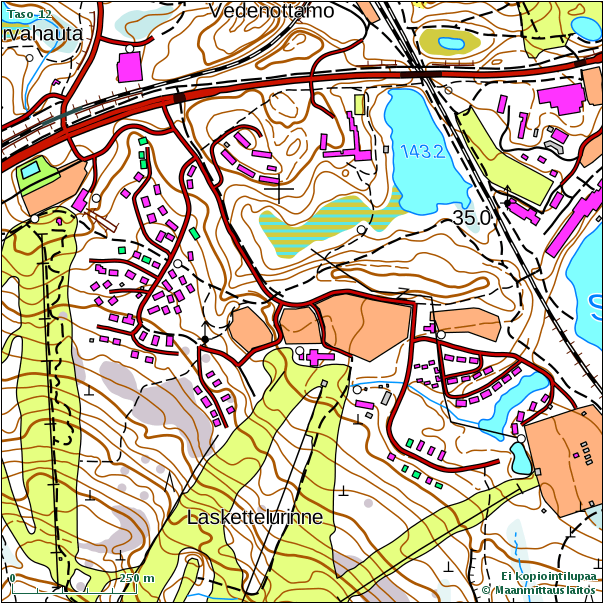 Taso 12
Vedenottamo
rvahauta
143.2
35.0
S
Laskettelurinne
0 250 m
Ei kopiointilupaa
© Maanmittauslaitos